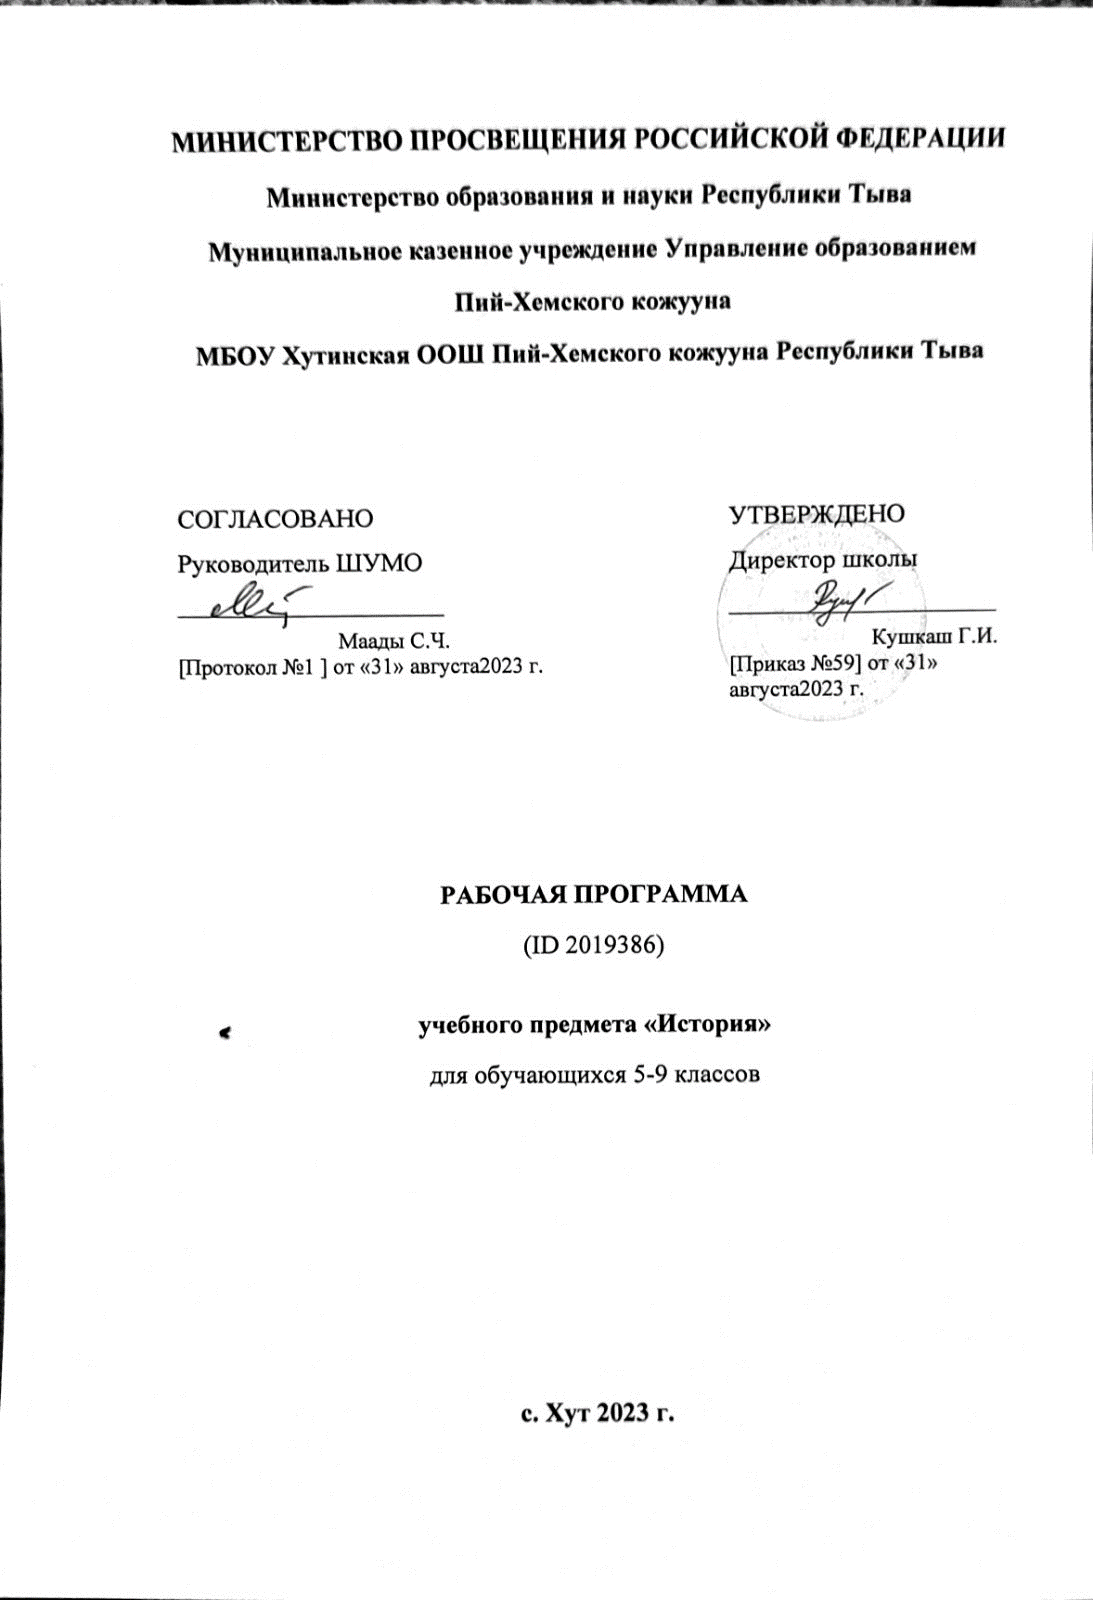 МИНИСТЕРСТВО ПРОСВЕЩЕНИЯ РОССИЙСКОЙ ФЕДЕРАЦИИ
Министерство образования и науки Республики Тыва
Муниципальное казенное учреждение Управление образованием
Пий-Хемского кожууна
МБОУ Хутинская ООШ Пий-Хемского кожууна Республики Тыва
СОГЛАСОВАНО
Руководитель ШУМО
Маады С.Ч.
[Протокол №1 ] от «31» августа2023 г.
УТВЕРЖДЕНО
Директор школы
Кушкаш Г.И.
[Приказ №59] от «31»
августа2023 г.
РАБОЧАЯ ПРОГРАММА
(ID 2019386)
учебного предмета «История»
для обучающихся 5-9 классов
с. Хут 2023 г.